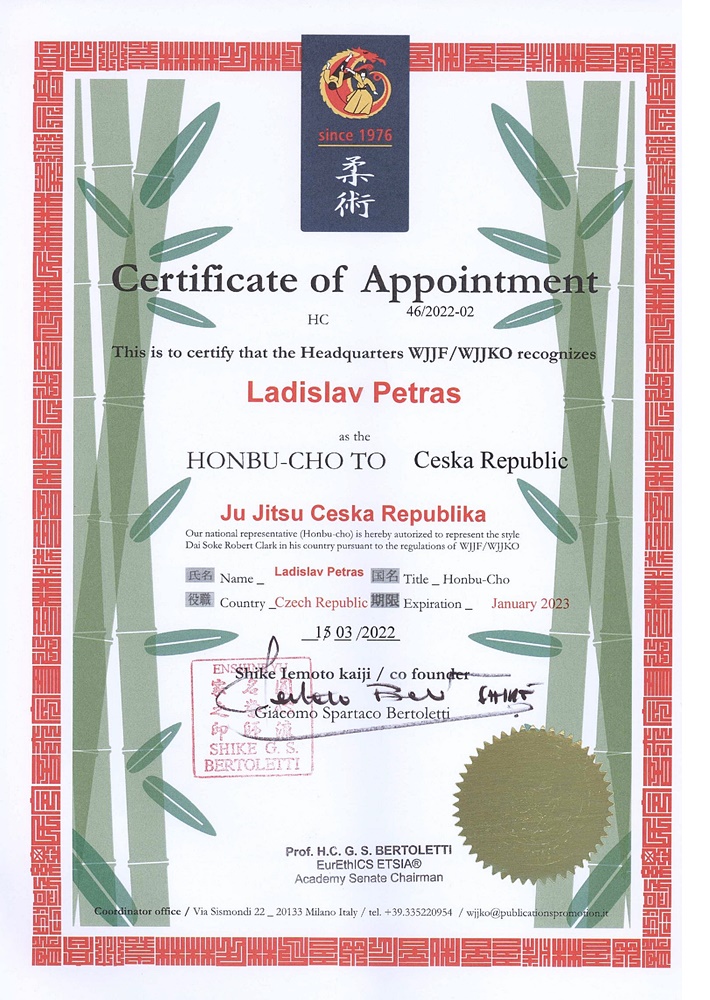 since 1976
柔
術
Certificate of Appointment
HC 46/2022-02
This is to certify that the Headquarters WJJF/WJJKO recognizes
Ladislav Petras
as the
HONBU-CHO TO Ceska Republic
Ju Jitsu Ceska Republika
Our national representative (Honbu-cho) is hereby autorized to represent the style
Dai Soke Robert Clark in his country pursuant to the regulations of WJJF/WJJKO
氏名 Name _ Ladislav Petras 国名 Title _ Honbu-Cho
役職 Country _Czech Republic 期限 Expiration _ January 2023
15 03 /2022
Shike Iemoto kaiji / co founder
Giacomo Spartaco Bertoletti
SHIKE
ENSHINRYU
SHIKE G. S.
BERTOLETTI
Prof. H.C. G. S. BERTOLETTI
EurEthICS ETSIA®
Academy Senate Chairman
Coordinator office / Via Sismondi 22 _ 20133 Milano Italy / tel. +39.335220954 / wjjko@publicationspromotion.it